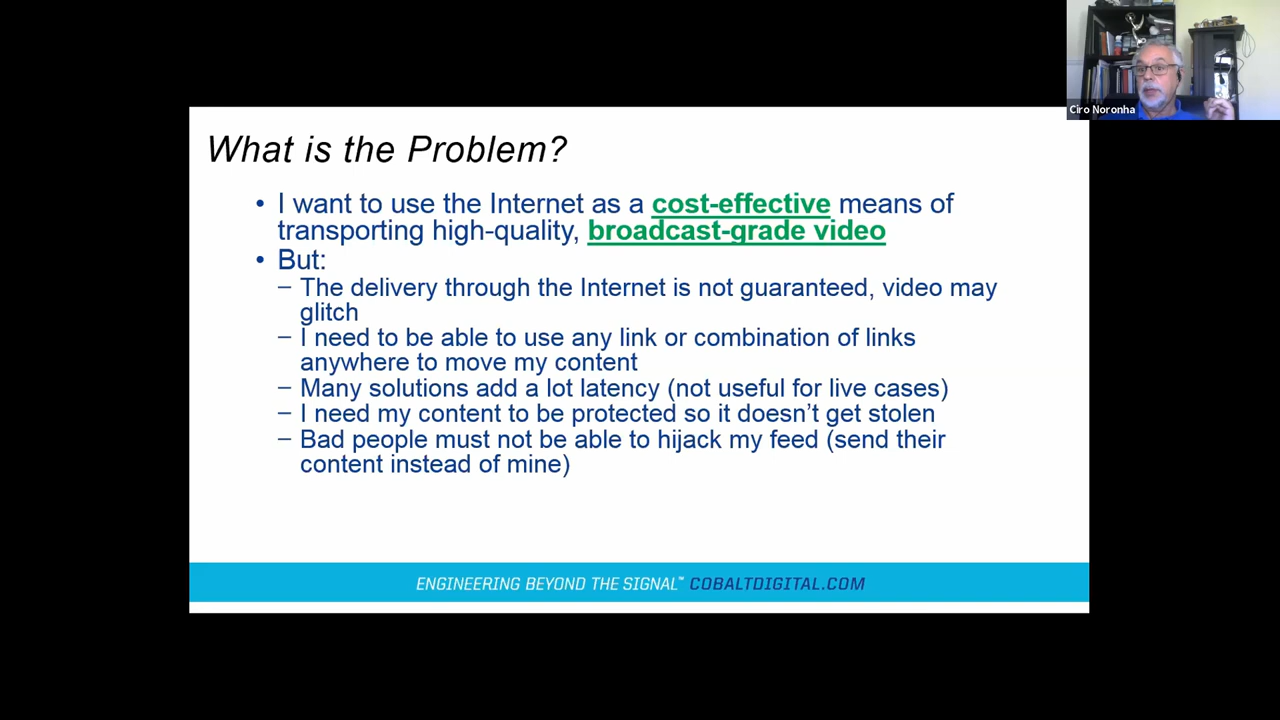 Ciro Noronha
What is the Problem?
• I want to use the Internet as a cost-effective means of
transporting high-quality, broadcast-grade video
• But:
– The delivery through the Internet is not guaranteed, video may
glitch
– I need to be able to use any link or combination of links
anywhere to move my content
– Many solutions add a lot latency (not useful for live cases)
– I need my content to be protected so it doesn't get stolen
– Bad people must not be able to hijack my feed (send their
content instead of mine)
ENGINEERING BEYOND THE SIGNAL™ COBALTDIGITAL.COM